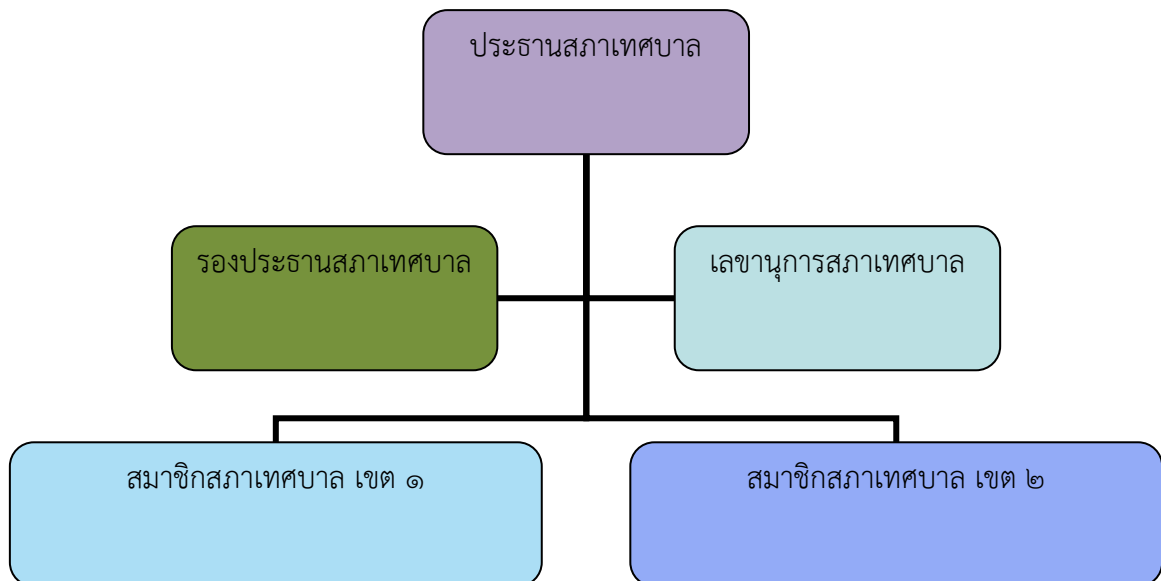 ประธานสภาเทศบาล
รองประธานสภาเทศบาล
เลขานุการสภาเทศบาล
สมาชิกสภาเทศบาล เขต ๑
สมาชิกสภาเทศบาล เขต ๒